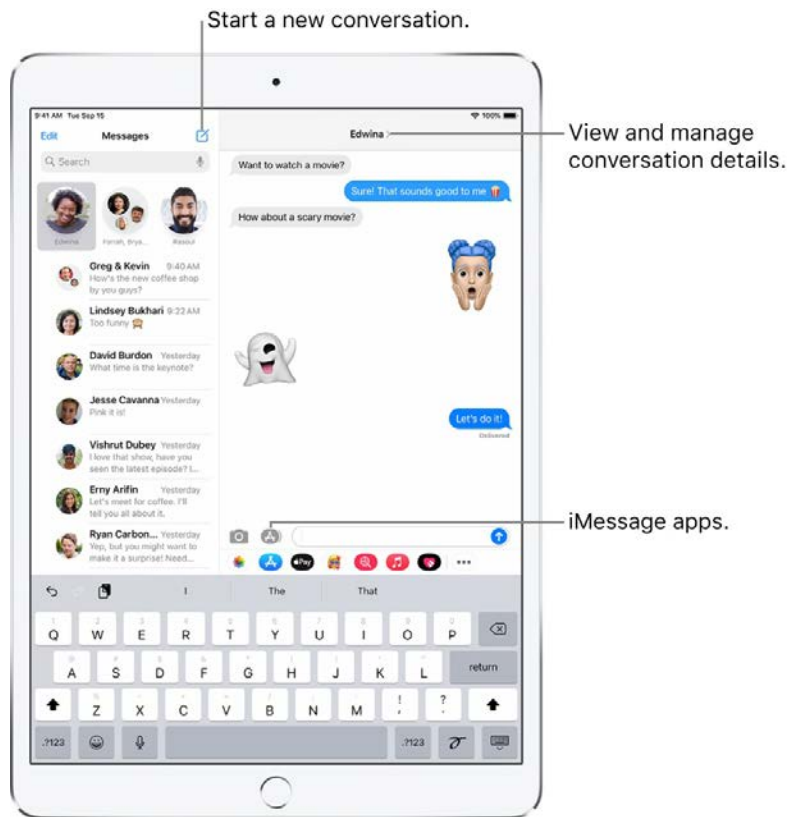 Start a new conversation.
9:41 AM Tue Sep 15
100%
Edit
Messages
Edwina
View and manage
conversation details.
Search
Want to watch a movie?
Sure! That sounds good to me 🍿
How about a scary movie?
Edwina
Farrah, Brya...
Rasoul
Greg & Kevin 9:40 AM
How's the new coffee shop
by you guys?
Lindsey Bukhari 9:22 AM
Too funny 🙊
David Burdon Yesterday
What time is the keynote?
Jesse Cavanna Yesterday
Pink it is!
Vishrut Dubey Yesterday
I love that show, have you
seen the latest episode? I...
Erny Arifin Yesterday
Let's meet for coffee. I'll
tell you all about it.
Ryan Carbon... Yesterday
Yep, but you might want to
make it a surprise! Need...
Let's do it!
Delivered
iMessage apps.
Pay
I The That
Q W E R T Y U I O P
A S D F G H J K L return
Z X C V B N M ! , ? .
.?123 .?123